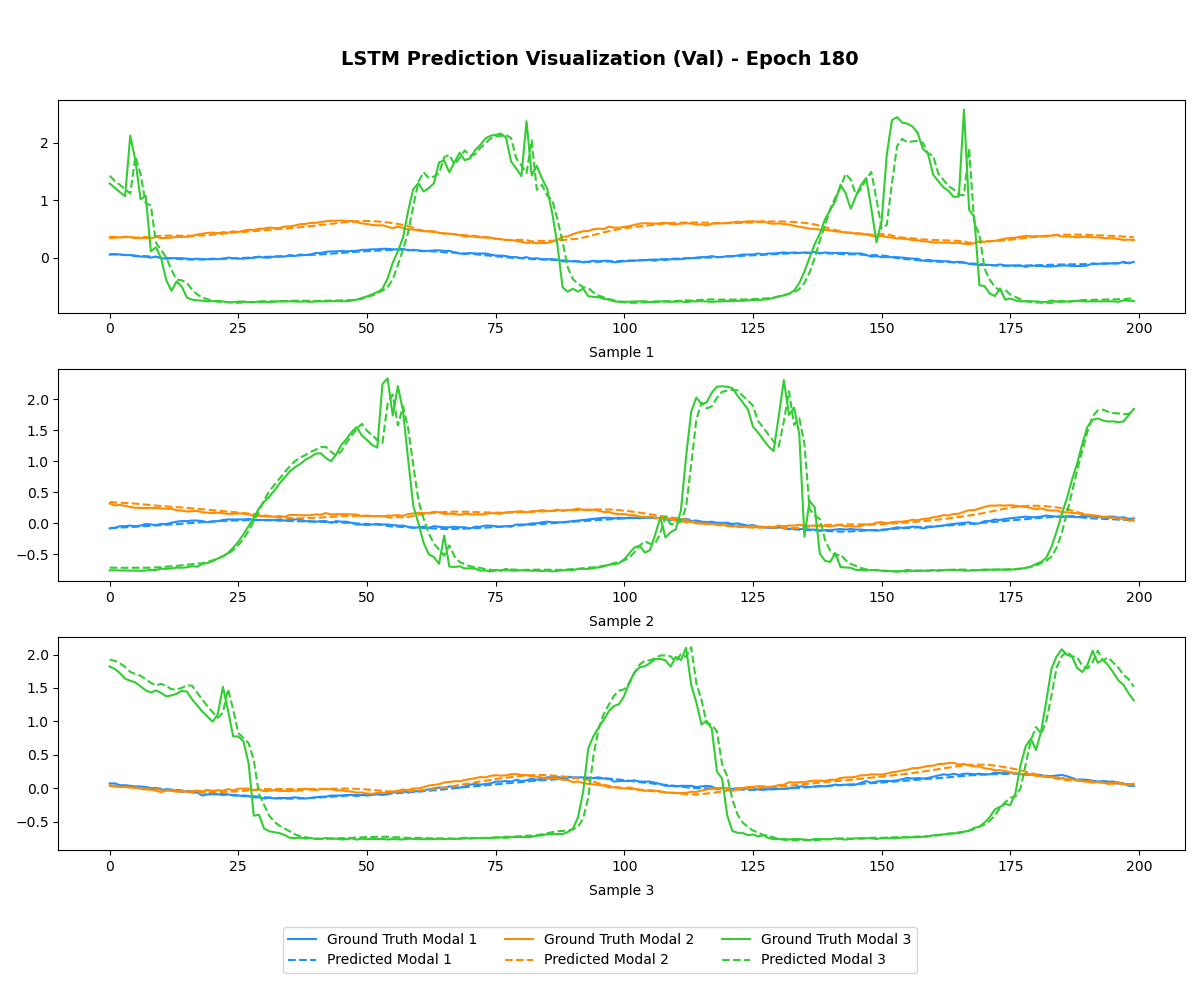 LSTM Prediction Visualization (Val) - Epoch 180
2
1
0
0 25 50 75 100 125 150 175 200
Sample 1
2.0
1.5
1.0
0.5
0.0
−0.5
0 25 50 75 100 125 150 175 200
Sample 2
2.0
1.5
1.0
0.5
0.0
−0.5
0 25 50 75 100 125 150 175 200
Sample 3
Ground Truth Modal 1 Ground Truth Modal 2 Ground Truth Modal 3
Predicted Modal 1 Predicted Modal 2 Predicted Modal 3